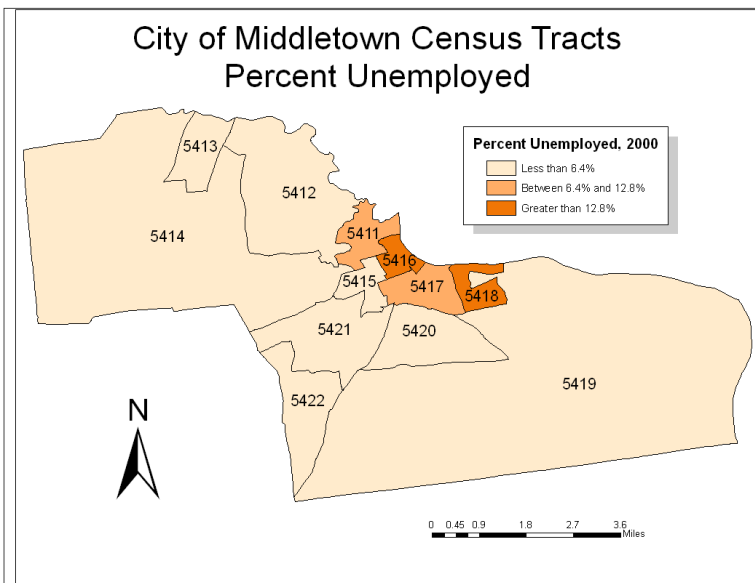 City of Middletown Census Tracts
Percent Unemployed
Percent Unemployed, 2000
Less than 6.4%
Between 6.4% and 12.8%
Greater than 12.8%
5413
5412
5414
5411
5416
5415
5417
5418
5421
5420
5419
5422
N
0 0.45 0.9 1.8 2.7 3.6
Miles